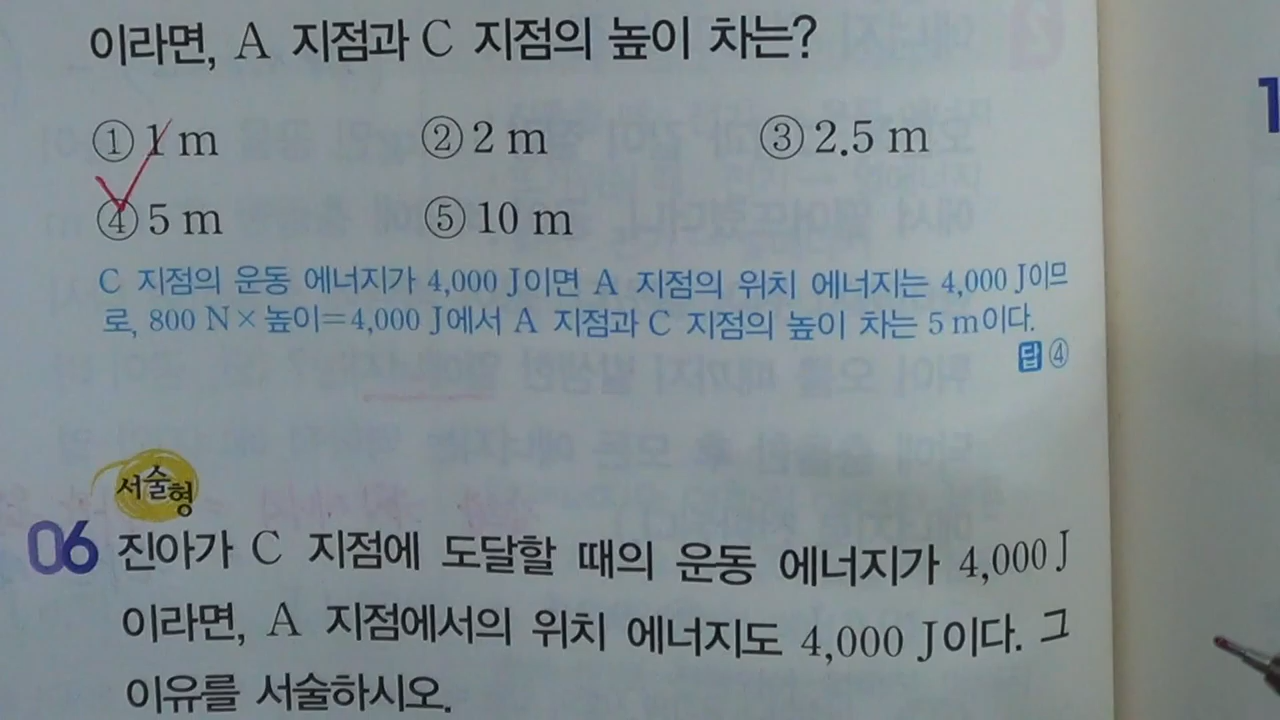 이라면, A 지점과 C 지점의 높이 차는?
① 1 m ② 2 m ③ 2.5 m
④ 5 m ⑤ 10 m
C 지점의 운동 에너지가 4,000 J이면 A 지점의 위치 에너지는 4,000 J이므
로, 800 N×높이=4,000 J에서 A 지점과 C 지점의 높이 차는 5 m이다.
답 ④
서술형
06 진아가 C 지점에 도달할 때의 운동 에너지가 4,000 J
이라면, A 지점에서의 위치 에너지도 4,000 J이다. 그
이유를 서술하시오.
1